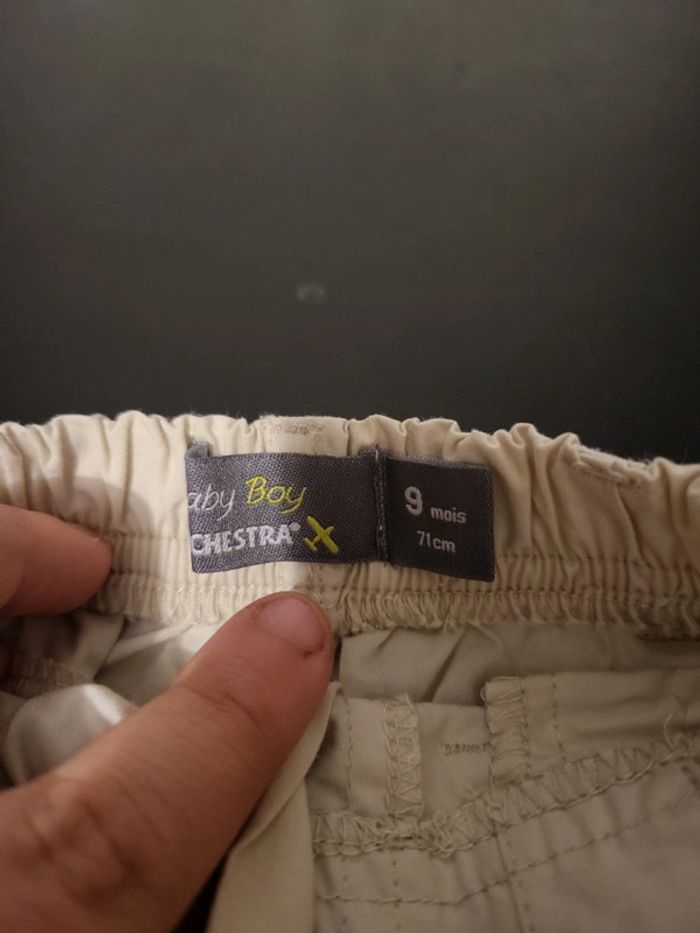 aby Boy
CHESTRA®
9 mois
71cm